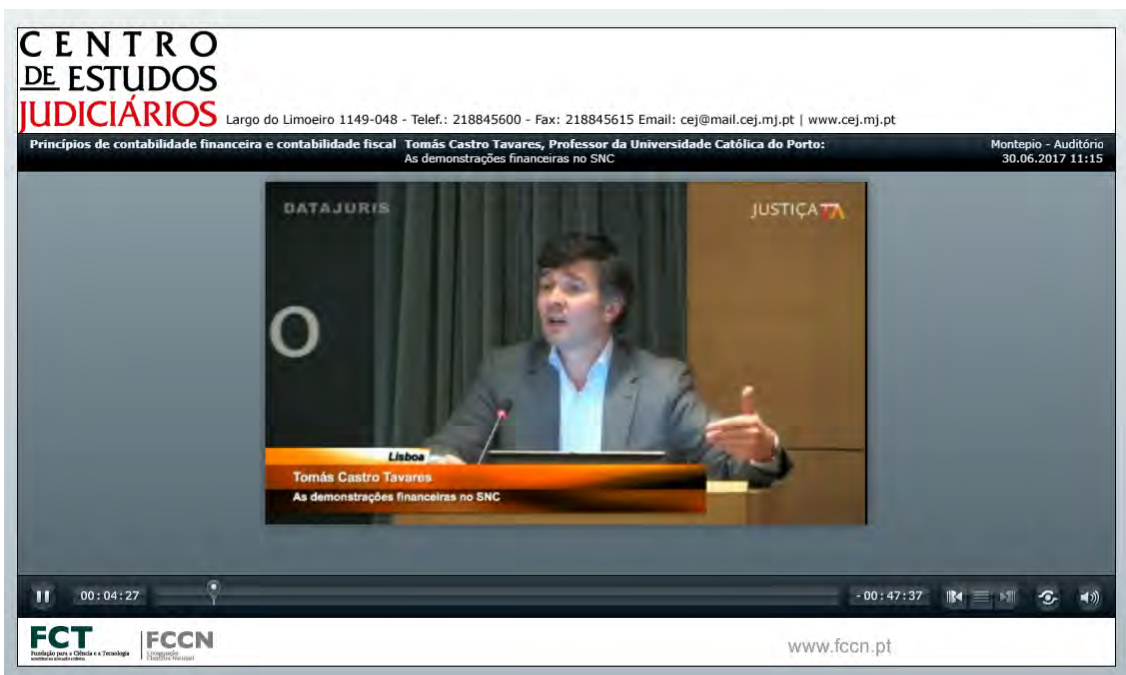 CENTRO
DE ESTUDOS
JUDICIÁRIOS Largo do Limoeiro 1149-048 - Telef.: 218845600 - Fax: 218845615 Email: cej@mail.cej.mj.pt | www.cej.mj.pt
Princípios de contabilidade financeira e contabilidade fiscal Tomás Castro Tavares, Professor da Universidade Católica do Porto: Montepio - Auditório
As demonstrações financeiras no SNC 30.06.2017 11:15
DATAJURIS JUSTIÇA TV
O
Lisboa
Tomás Castro Tavares
As demonstrações financeiras no SNC
00:04:27 - 00:47:37
FCT FCCN
Fundação para a Ciência e a Tecnologia
www.fccn.pt